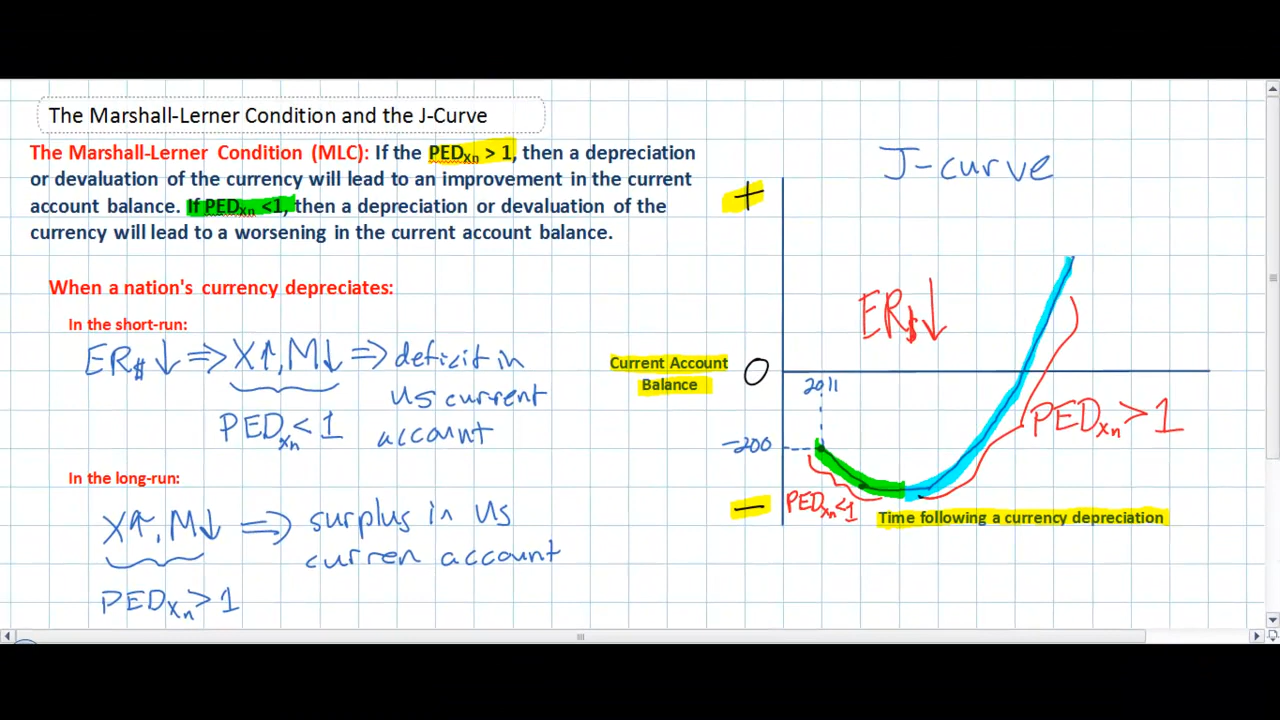 The Marshall-Lerner Condition and the J-Curve
The Marshall-Lerner Condition (MLC): If the PEDxn > 1, then a depreciation
or devaluation of the currency will lead to an improvement in the current
account balance. If PEDxn <1, then a depreciation or devaluation of the
currency will lead to a worsening in the current account balance.
When a nation's currency depreciates:
In the short-run:
ER$ ↓ ⇒ X↑, M↓ ⇒ deficit in
US current
account
PEDxn < 1
In the long-run:
X↑, M↓ ⇒ surplus in US
curren account
PEDxn > 1
J-curve
+
ER$ ↓
Current Account
Balance
0
2011
-200
PEDxn > 1
PEDxn <1
−
Time following a currency depreciation